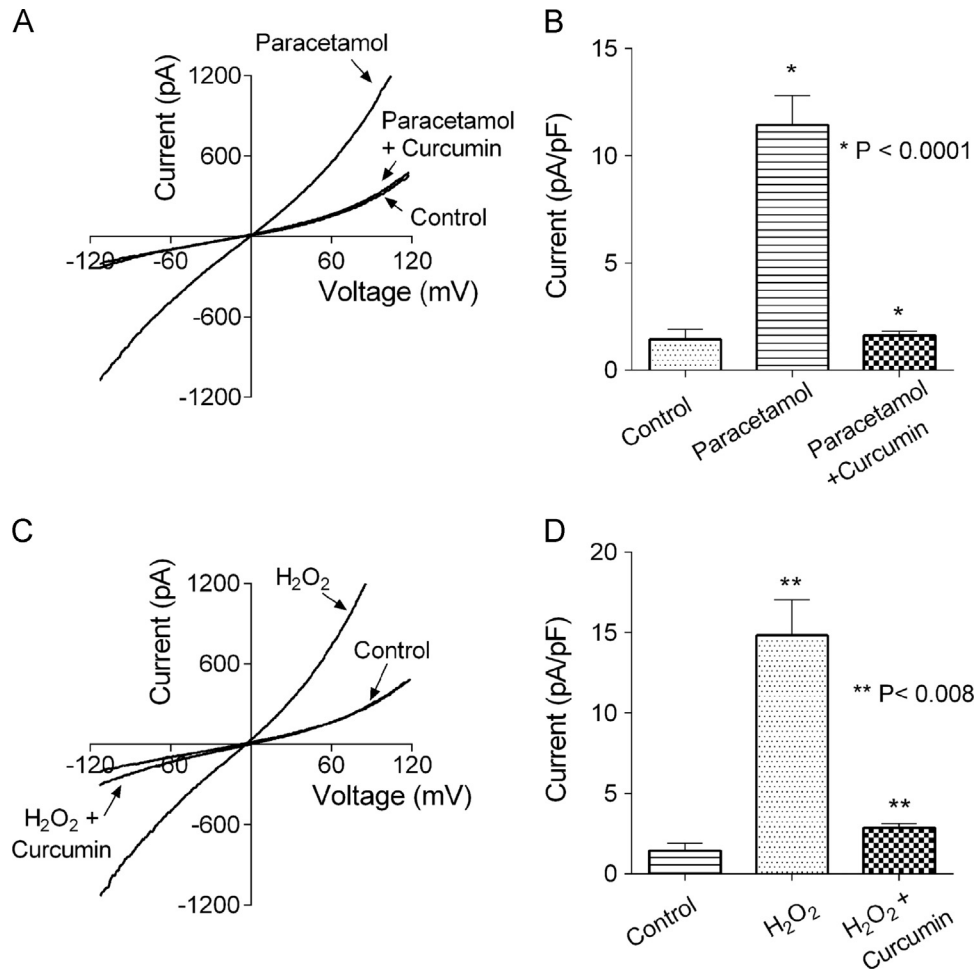 A
Paracetamol
1200
Current (pA)
600
Paracetamol
+ Curcumin
Control
-120
-60
60
120
Voltage (mV)
-600
-1200
B
15
10
5
0
Current (pA/pF)
*
* P < 0.0001
*
Control
Paracetamol
Paracetamol
+Curcumin
C
H₂O₂
1200
Current (pA)
600
Control
-120
-60
60
120
Voltage (mV)
H₂O₂ +
Curcumin
-600
-1200
D
20
15
10
5
0
Current (pA/pF)
**
** P< 0.008
**
Control
H₂O₂
H₂O₂ +
Curcumin